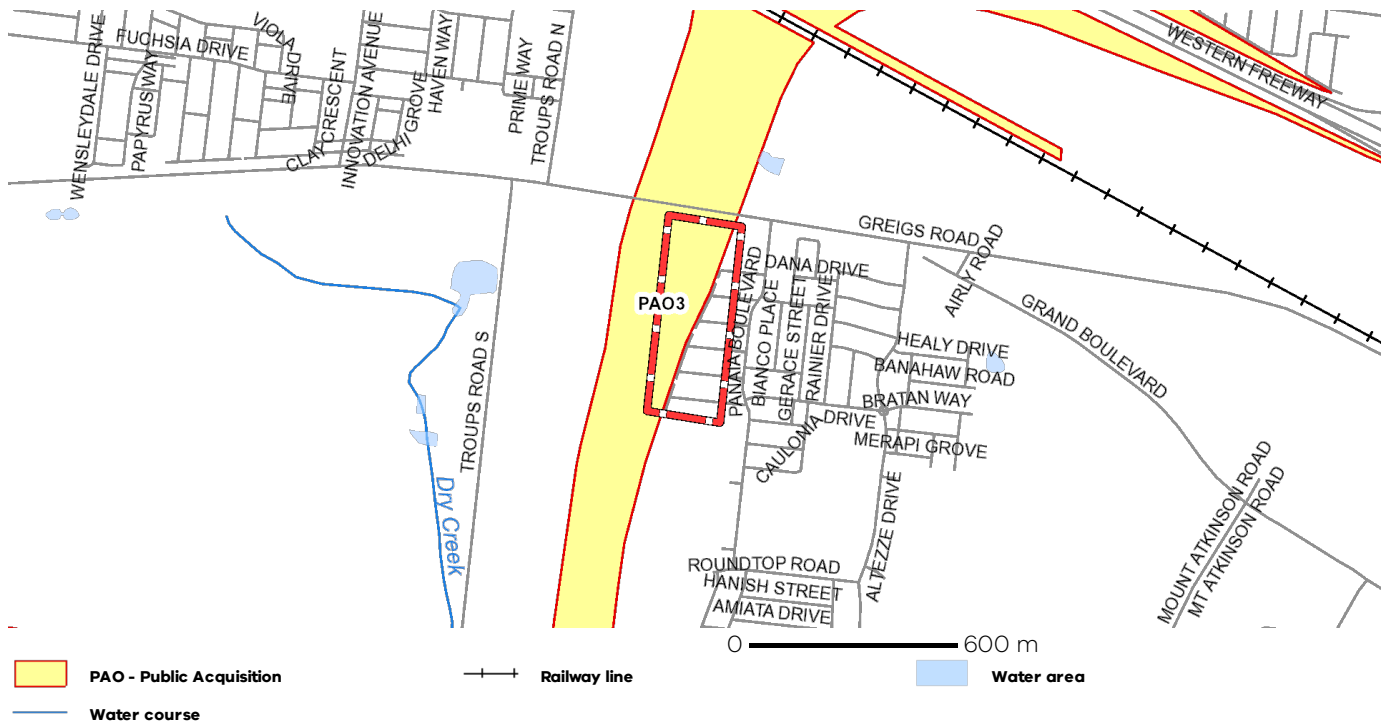 WENSLEYDALE DRIVE
FUCHSIA DRIVE
PAPYRUS WAY
VIOLA
DRIVE
CLAY
CRESCENT
INNOVATION AVENUE
DELHI
GROVE
HAVEN WAY
PRIME WAY
TROUPS ROAD N
WESTERN FREEWAY
GREIGS ROAD
AIRLY ROAD
GRAND BOULEVARD
DANA DRIVE
PAO3
PANAIA BOULEVARD
BIANCO PLACE
GERACE STREET
RAINIER DRIVE
HEALY DRIVE
BANAHAW ROAD
BRATAN WAY
CAULONIA
DRIVE
MERAPI GROVE
TROUPS ROAD S
Dry Creek
ALTEZZE DRIVE
MOUNT ATKINSON ROAD
MT ATKINSON ROAD
ROUNDTOP ROAD
HANISH STREET
AMIATA DRIVE
0 600 m
PAO - Public Acquisition
Railway line
Water area
Water course